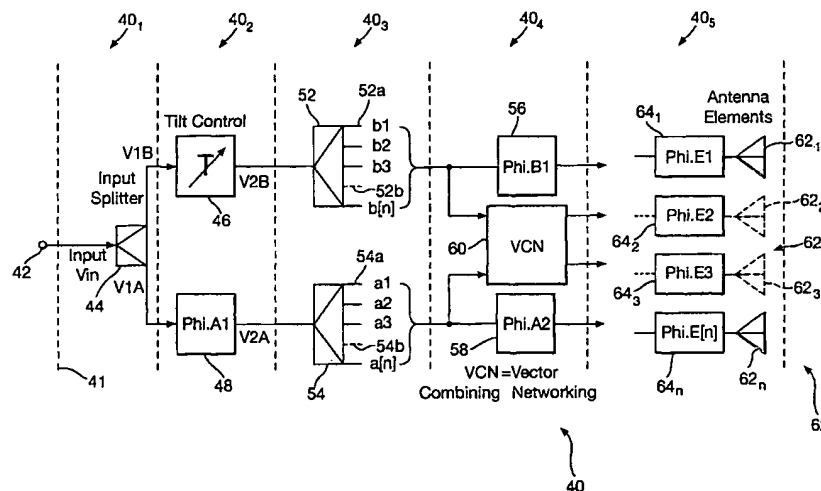 40₁
40₂
40₃
40₄
40₅
Tilt Control
52
52a
56
64₁
Antenna
Elements
V1B
T
b1
b2
b3
52b
b[n]
Phi.B1
Phi.E1
62₁
Input
Splitter
46
V2B
60
VCN
64₂
Phi.E2
62₂
62
42
Input
Vin
44
V1A
54a
a1
a2
a3
54b
a[n]
64₃
Phi.E3
62₃
Phi.A1
48
V2A
54
58
Phi.A2
Phi.E[n]
64ₙ
62ₙ
VCN=Vector
Combining Networking
41
40